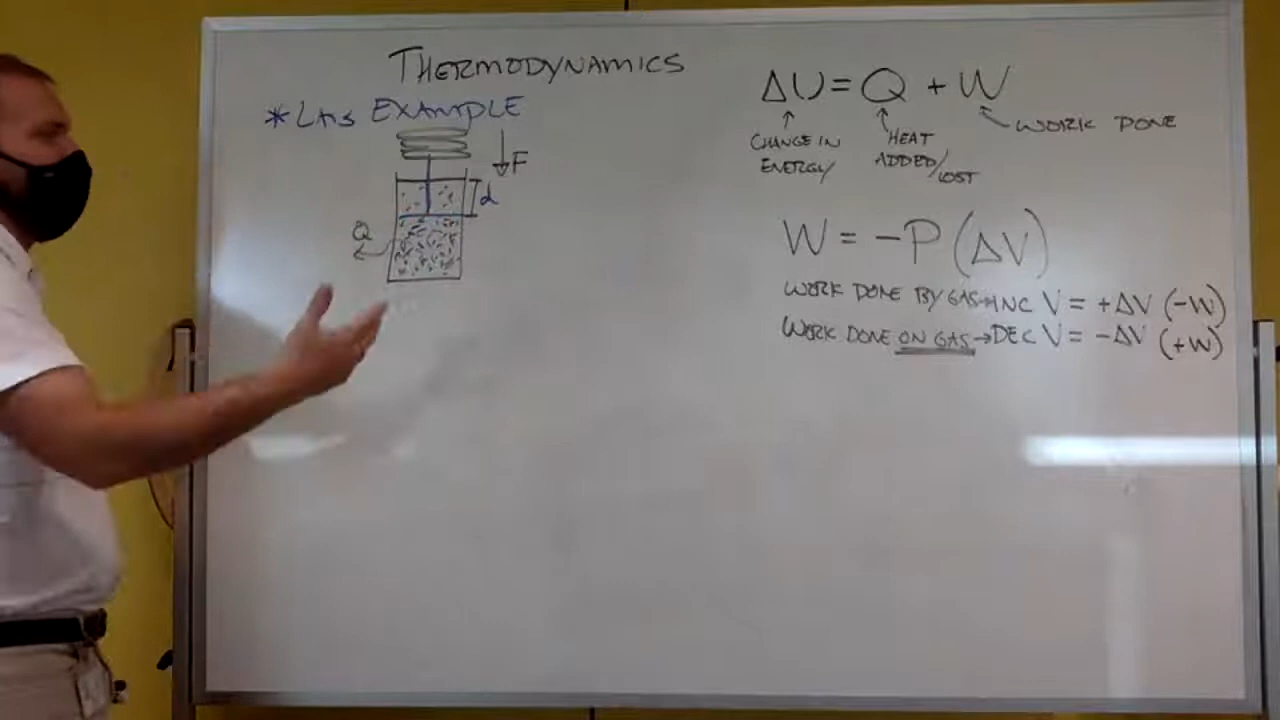 THERMODYNAMICS
* LAB EXAMPLE
F
d
Q
ΔU = Q + W
CHANGE IN
ENERGY
HEAT
ADDED/
LOST
WORK DONE
W = -P (ΔV)
WORK DONE BY GAS→INC V = +ΔV (-W)
WORK DONE ON GAS→DEC V = -ΔV (+W)